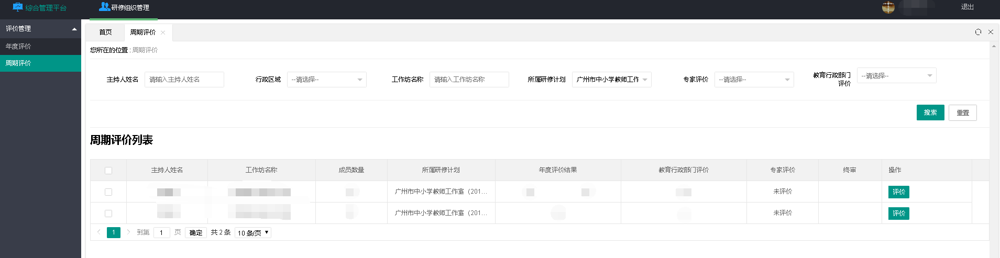 综合管理平台
研修组织管理
退出
评价管理
年度评价
周期评价
首页
周期评价
您所在的位置 : 周期评价
主持人姓名 请输入主持人姓名
行政区域 --请选择--
工作坊名称 请输入工作坊名称
所属研修计划 广州市中小学教师工作
专家评价 --请选择--
教育行政部门
评价
--请选择--
搜索 重置
周期评价列表
主持人姓名 工作坊名称 成员数量 所属研修计划 年度评价结果 教育行政部门评价 专家评价 终审 操作
广州市中小学教师工作室（201... 未评价 评价
广州市中小学教师工作室（201... 未评价 评价
1 到第 1 页 确定 共 2 条 10 条/页